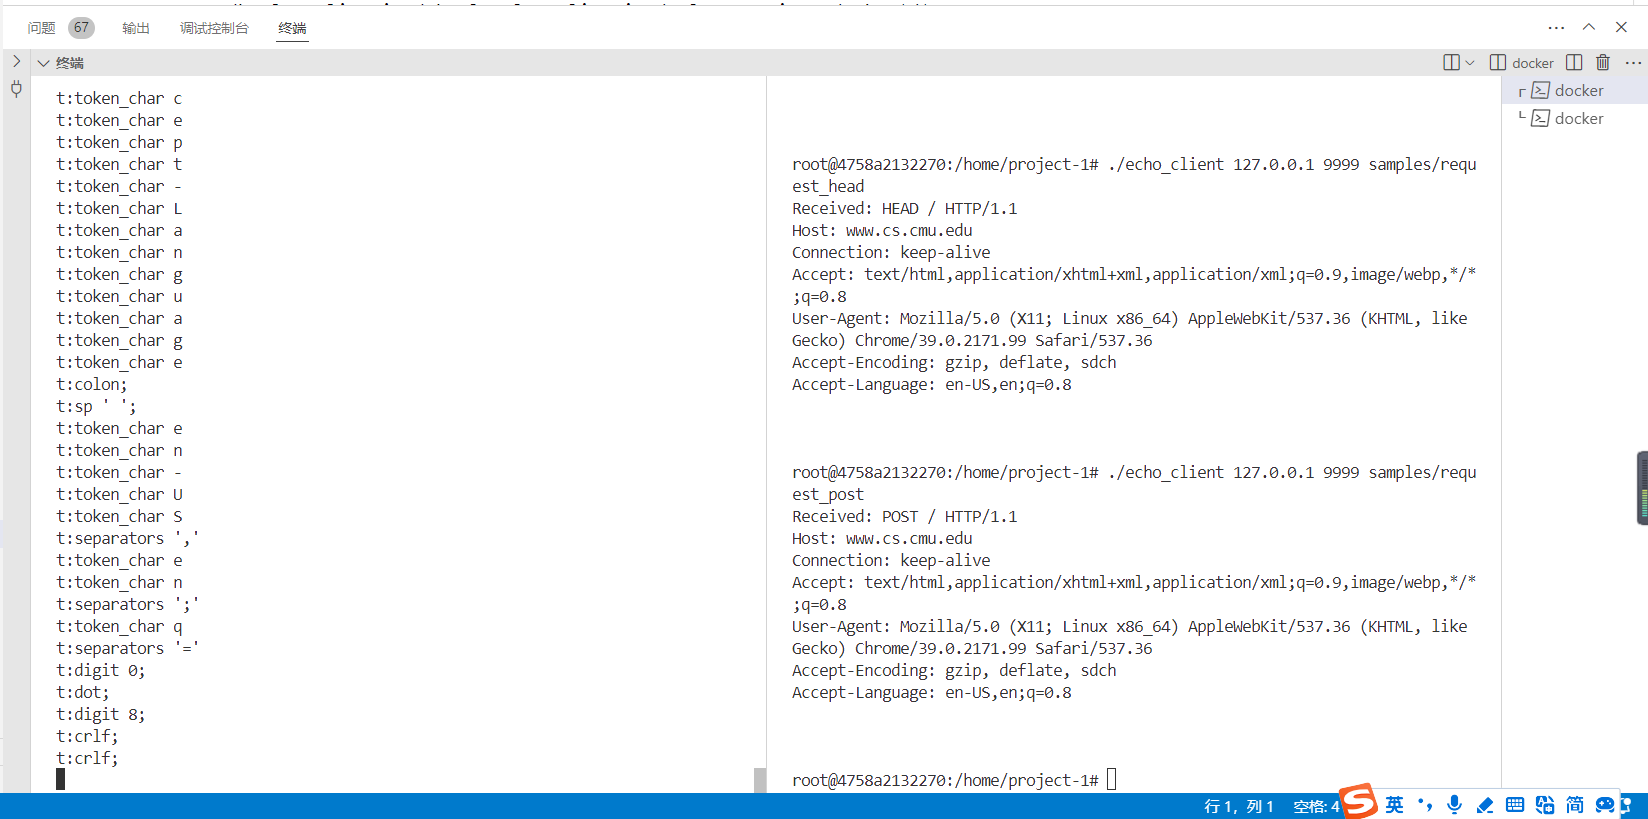 问题 67 输出 调试控制台 终端
终端
docker
t:token_char c
t:token_char e
t:token_char p
t:token_char t
t:token_char -
t:token_char L
t:token_char a
t:token_char n
t:token_char g
t:token_char u
t:token_char a
t:token_char g
t:token_char e
t:colon;
t:sp ' ';
t:token_char e
t:token_char n
t:token_char -
t:token_char U
t:token_char S
t:separators ','
t:token_char e
t:token_char n
t:separators ';'
t:token_char q
t:separators '='
t:digit 0;
t:dot;
t:digit 8;
t:crlf;
t:crlf;
root@4758a2132270:/home/project-1# ./echo_client 127.0.0.1 9999 samples/requ
est_head
Received: HEAD / HTTP/1.1
Host: www.cs.cmu.edu
Connection: keep-alive
Accept: text/html,application/xhtml+xml,application/xml;q=0.9,image/webp,*/*
;q=0.8
User-Agent: Mozilla/5.0 (X11; Linux x86_64) AppleWebKit/537.36 (KHTML, like
Gecko) Chrome/39.0.2171.99 Safari/537.36
Accept-Encoding: gzip, deflate, sdch
Accept-Language: en-US,en;q=0.8
root@4758a2132270:/home/project-1# ./echo_client 127.0.0.1 9999 samples/requ
est_post
Received: POST / HTTP/1.1
Host: www.cs.cmu.edu
Connection: keep-alive
Accept: text/html,application/xhtml+xml,application/xml;q=0.9,image/webp,*/*
;q=0.8
User-Agent: Mozilla/5.0 (X11; Linux x86_64) AppleWebKit/537.36 (KHTML, like
Gecko) Chrome/39.0.2171.99 Safari/537.36
Accept-Encoding: gzip, deflate, sdch
Accept-Language: en-US,en;q=0.8
root@4758a2132270:/home/project-1#
docker
docker
行 1，列 1 空格: 4
S 英 简